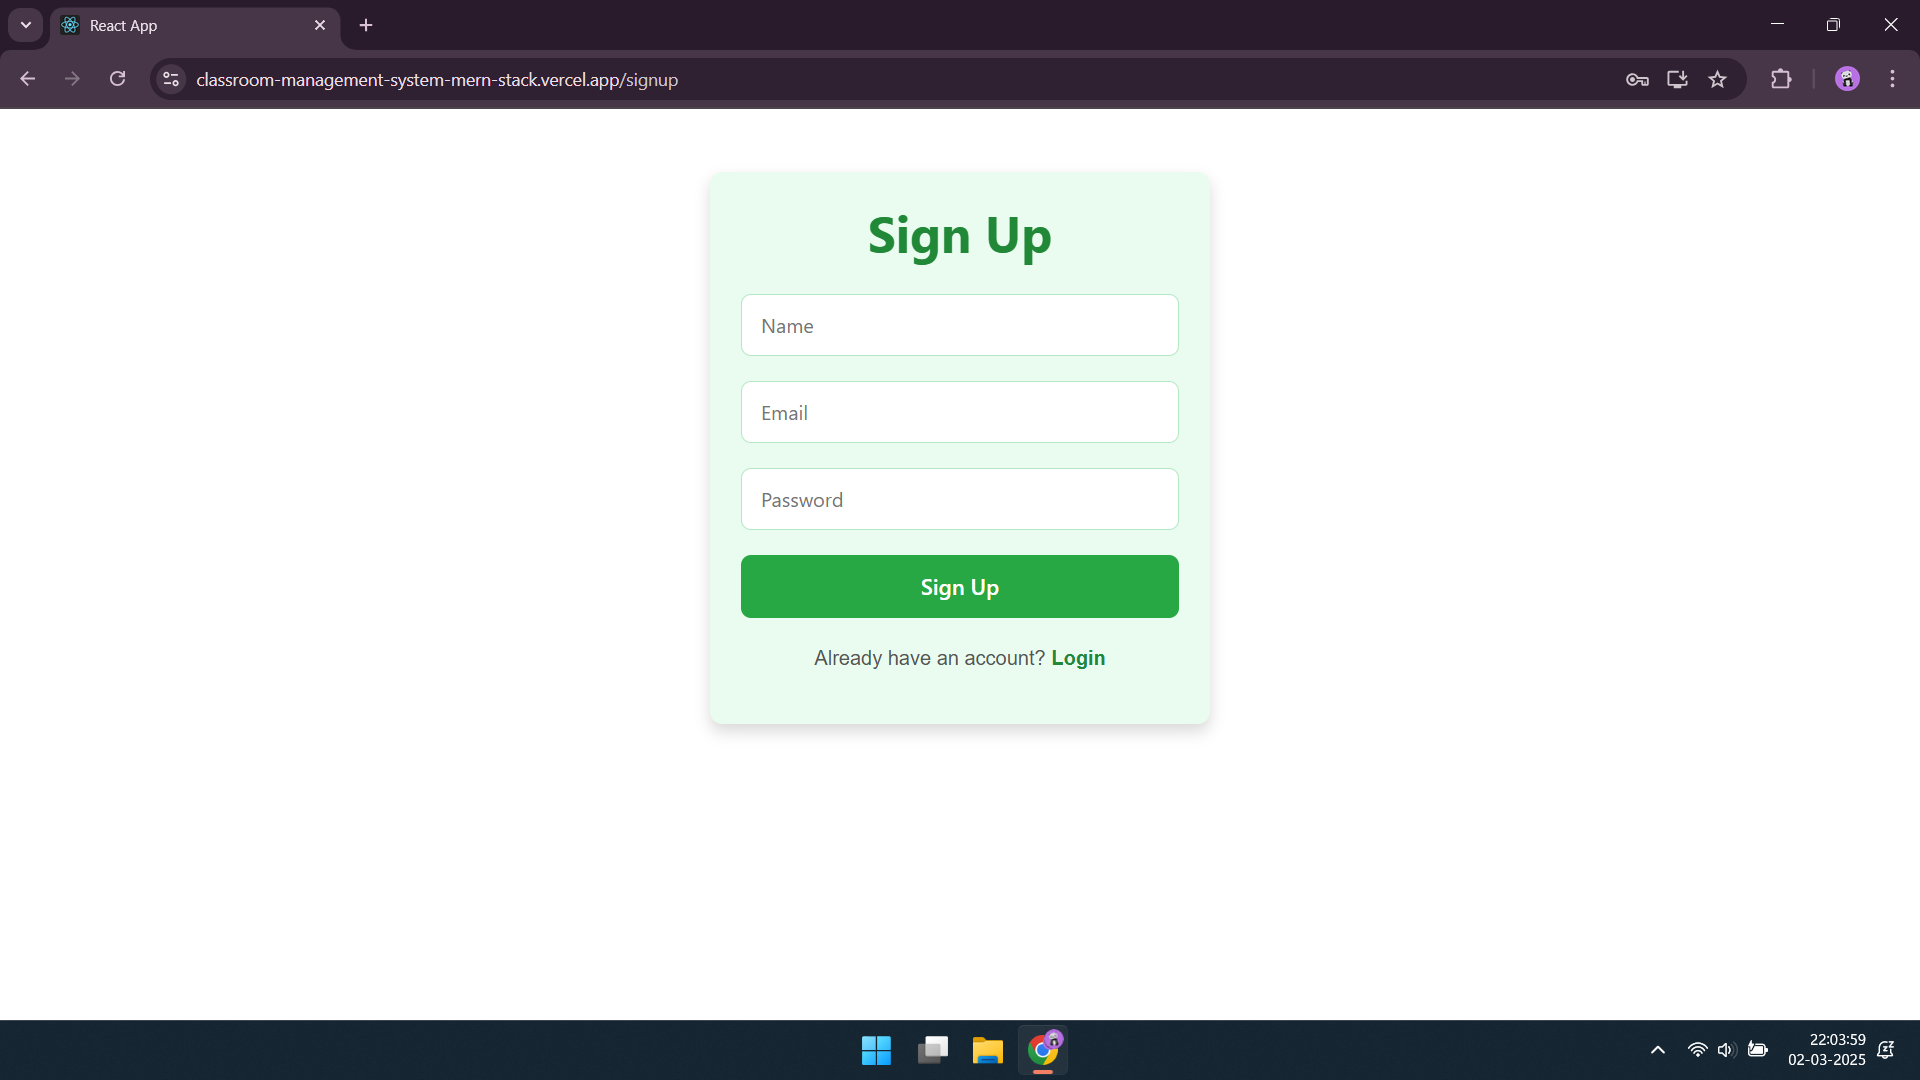 React App
classroom-management-system-mern-stack.vercel.app/signup
Sign Up
Name
Email
Password
Sign Up
Already have an account? Login
22:03:59
02-03-2025